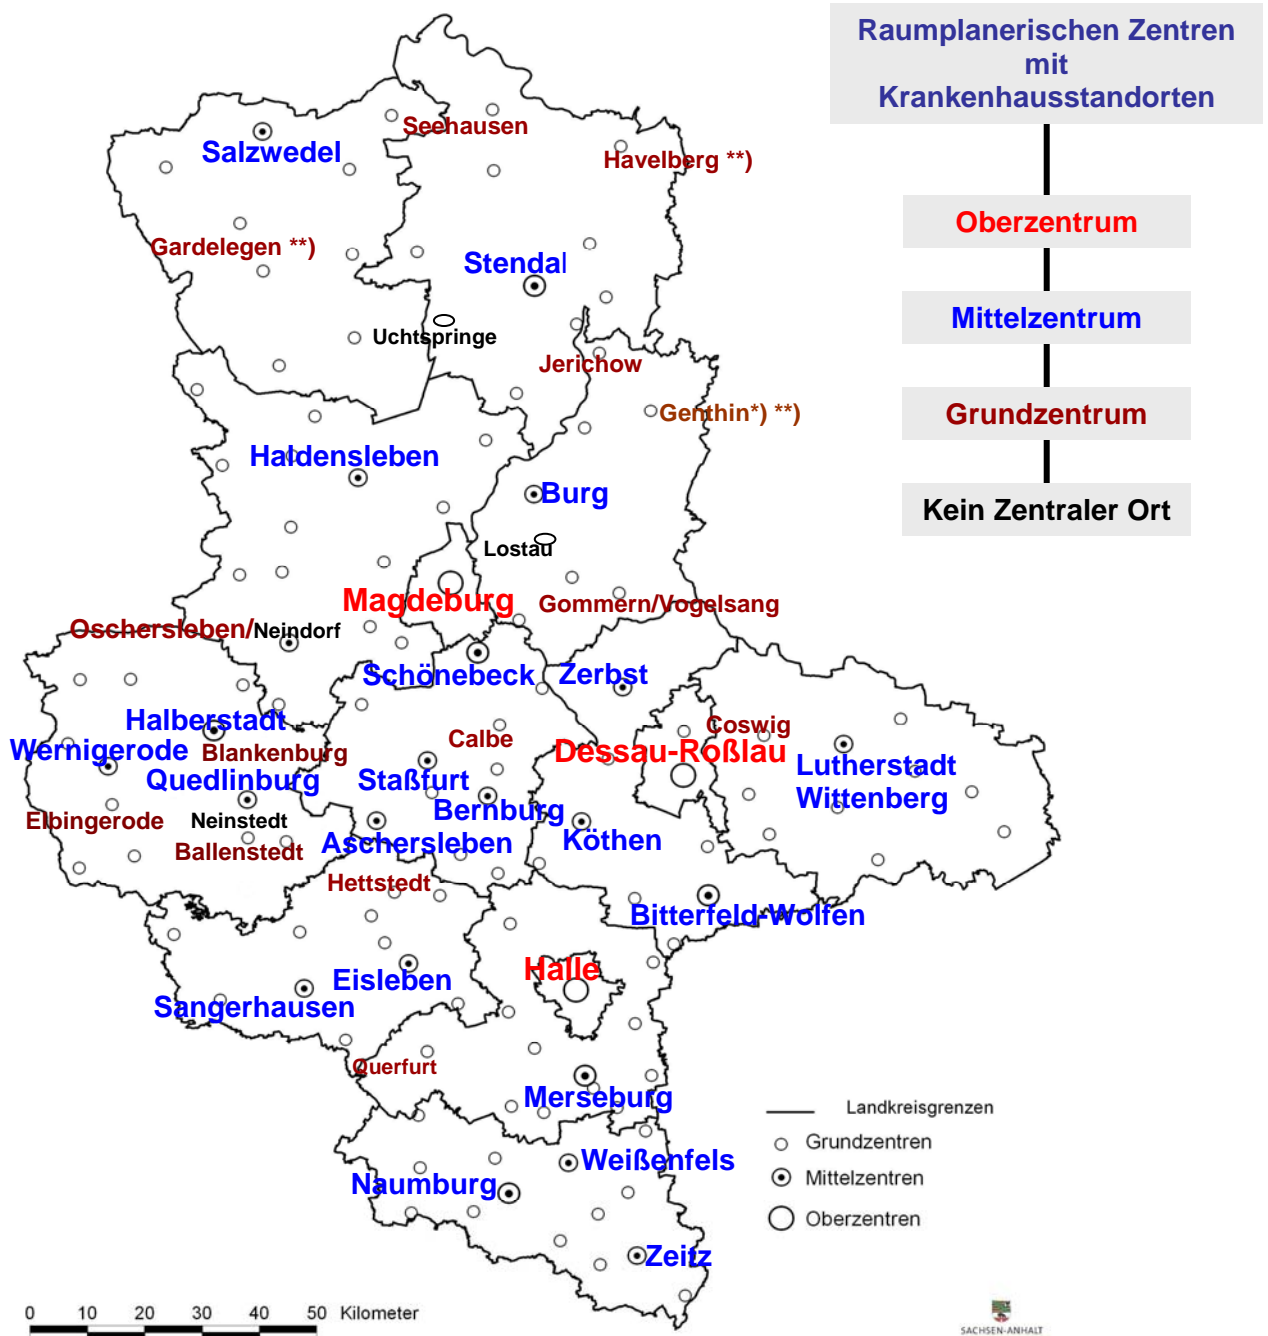 Raumplanerischen Zentren
mit
Krankenhausstandorten
Oberzentrum
Mittelzentrum
Grundzentrum
Kein Zentraler Ort
Seehausen
Salzwedel
Havelberg **)
Gardelegen **)
Stendal
Uchtspringe
Jerichow
Genthin*) **)
Haldensleben
Burg
Lostau
Magdeburg
Gommern/Vogelsang
Oschersleben/Neindorf
Schönebeck
Zerbst
Halberstadt
Coswig
Calbe
Wernigerode
Blankenburg
Dessau-Roßlau
Quedlinburg
Staßfurt
Lutherstadt
Wittenberg
Bernburg
Elbingerode
Neinstedt
Aschersleben
Köthen
Ballenstedt
Hettstedt
Bitterfeld-Wolfen
Halle
Eisleben
Sangerhausen
Querfurt
Merseburg
Weißenfels
Naumburg
Zeitz
Landkreisgrenzen
Grundzentren
Mittelzentren
Oberzentren
0 10 20 30 40 50 Kilometer
SACHSEN-ANHALT